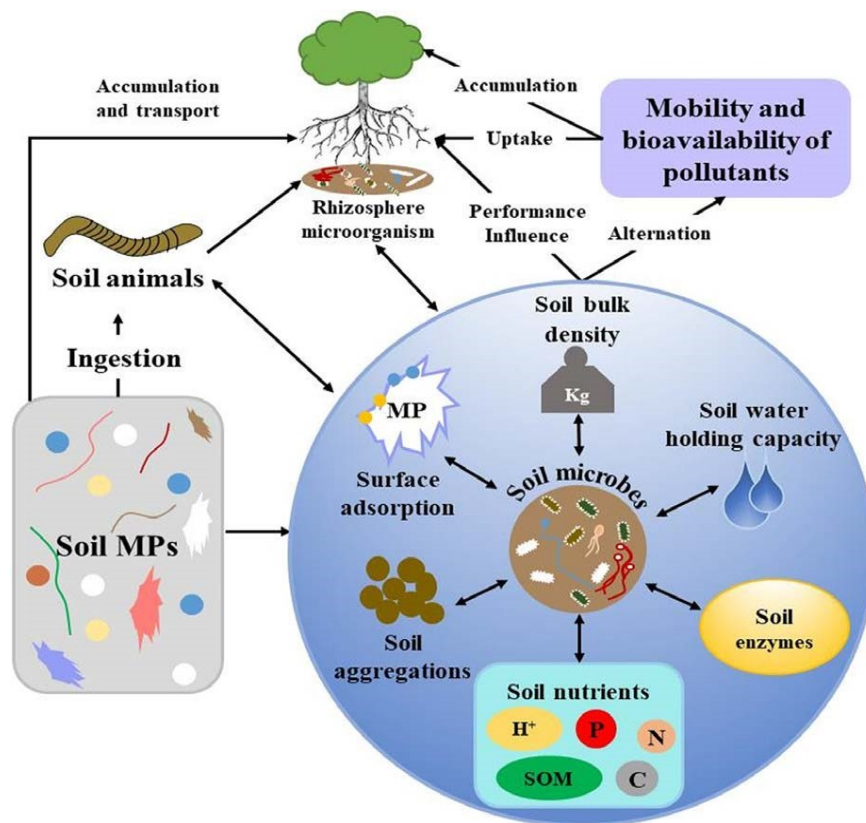 Accumulation
and transport
Accumulation
Uptake
Mobility and
bioavailability of
pollutants
Rhizosphere
microorganism
Performance
Influence
Alternation
Soil animals
Ingestion
Soil MPs
Soil bulk
density
Kg
MP
Surface
adsorption
Soil microbes
Soil water
holding capacity
Soil
aggregations
Soil
enzymes
Soil nutrients
H⁺
P
N
SOM
C